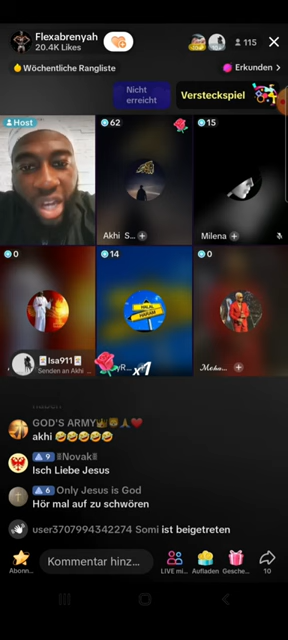 Flexabrenyah
20.4K Likes
115
Wöchentliche Rangliste
Erkunden >
Nicht
erreicht
Versteckspiel
Host
62
15
Akhi S...
Milena
0
14
0
HALAL
HARAM
Isa911
Senden an Akhi ...
x1
GOD'S ARMY
akhi 🤣🤣🤣🤣🤣
9 Novak
Isch Liebe Jesus
6 Only Jesus is God
Hör mal auf zu schwören
user3707994342274 Somi ist beigetreten
Abonn...
Kommentar hinz...
LIVE mi...
Aufladen
Gesche...
10